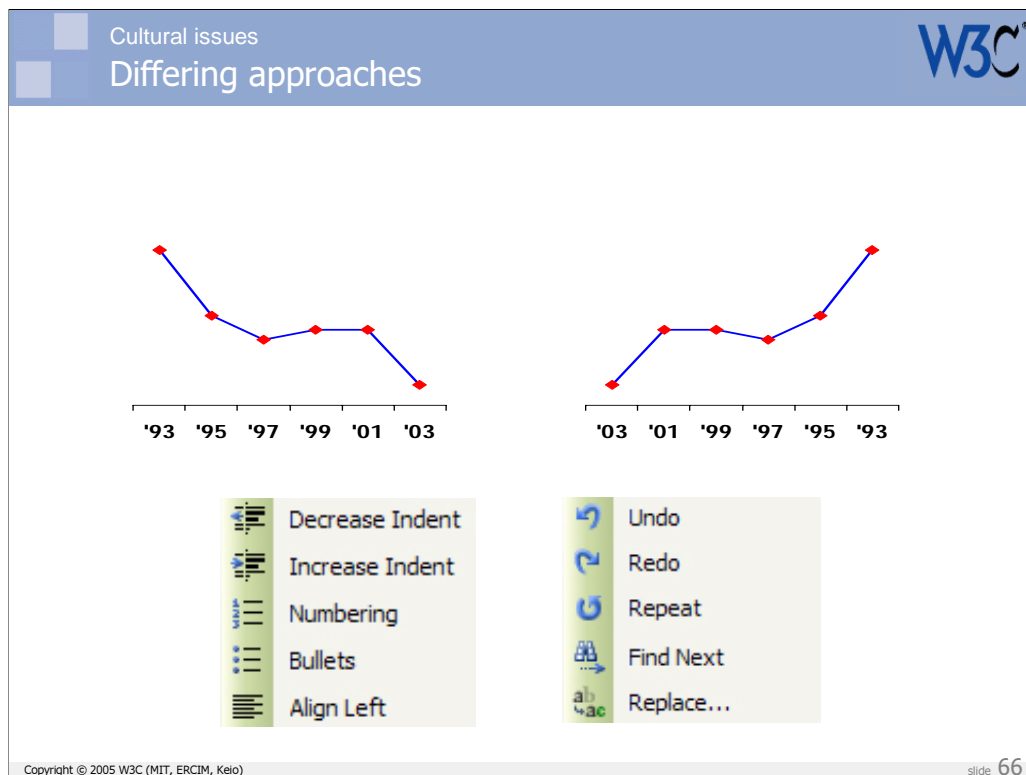 Cultural issues
Differing approaches
W3C
'93 '95 '97 '99 '01 '03
'03 '01 '99 '97 '95 '93
Decrease Indent
Increase Indent
Numbering
Bullets
Align Left
Undo
Redo
Repeat
Find Next
Replace...
Copyright © 2005 W3C (MIT, ERCIM, Keio)
slide 66